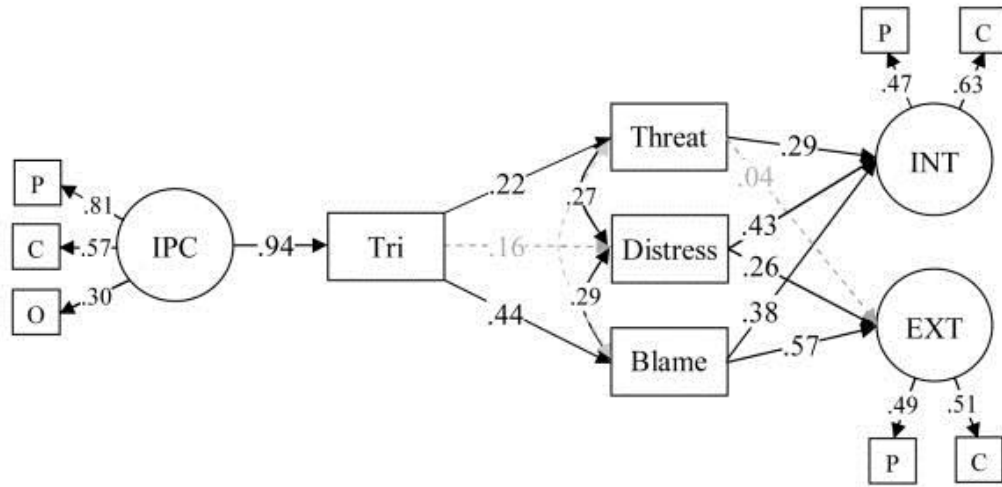 P
C
.47
.63
Threat
.29
INT
.04
.22
.27
P
.81
C
.57
IPC
.94
Tri
.16
Distress
.43
.26
O
.30
.29
.38
EXT
.44
Blame
.57
.49
.51
P
C